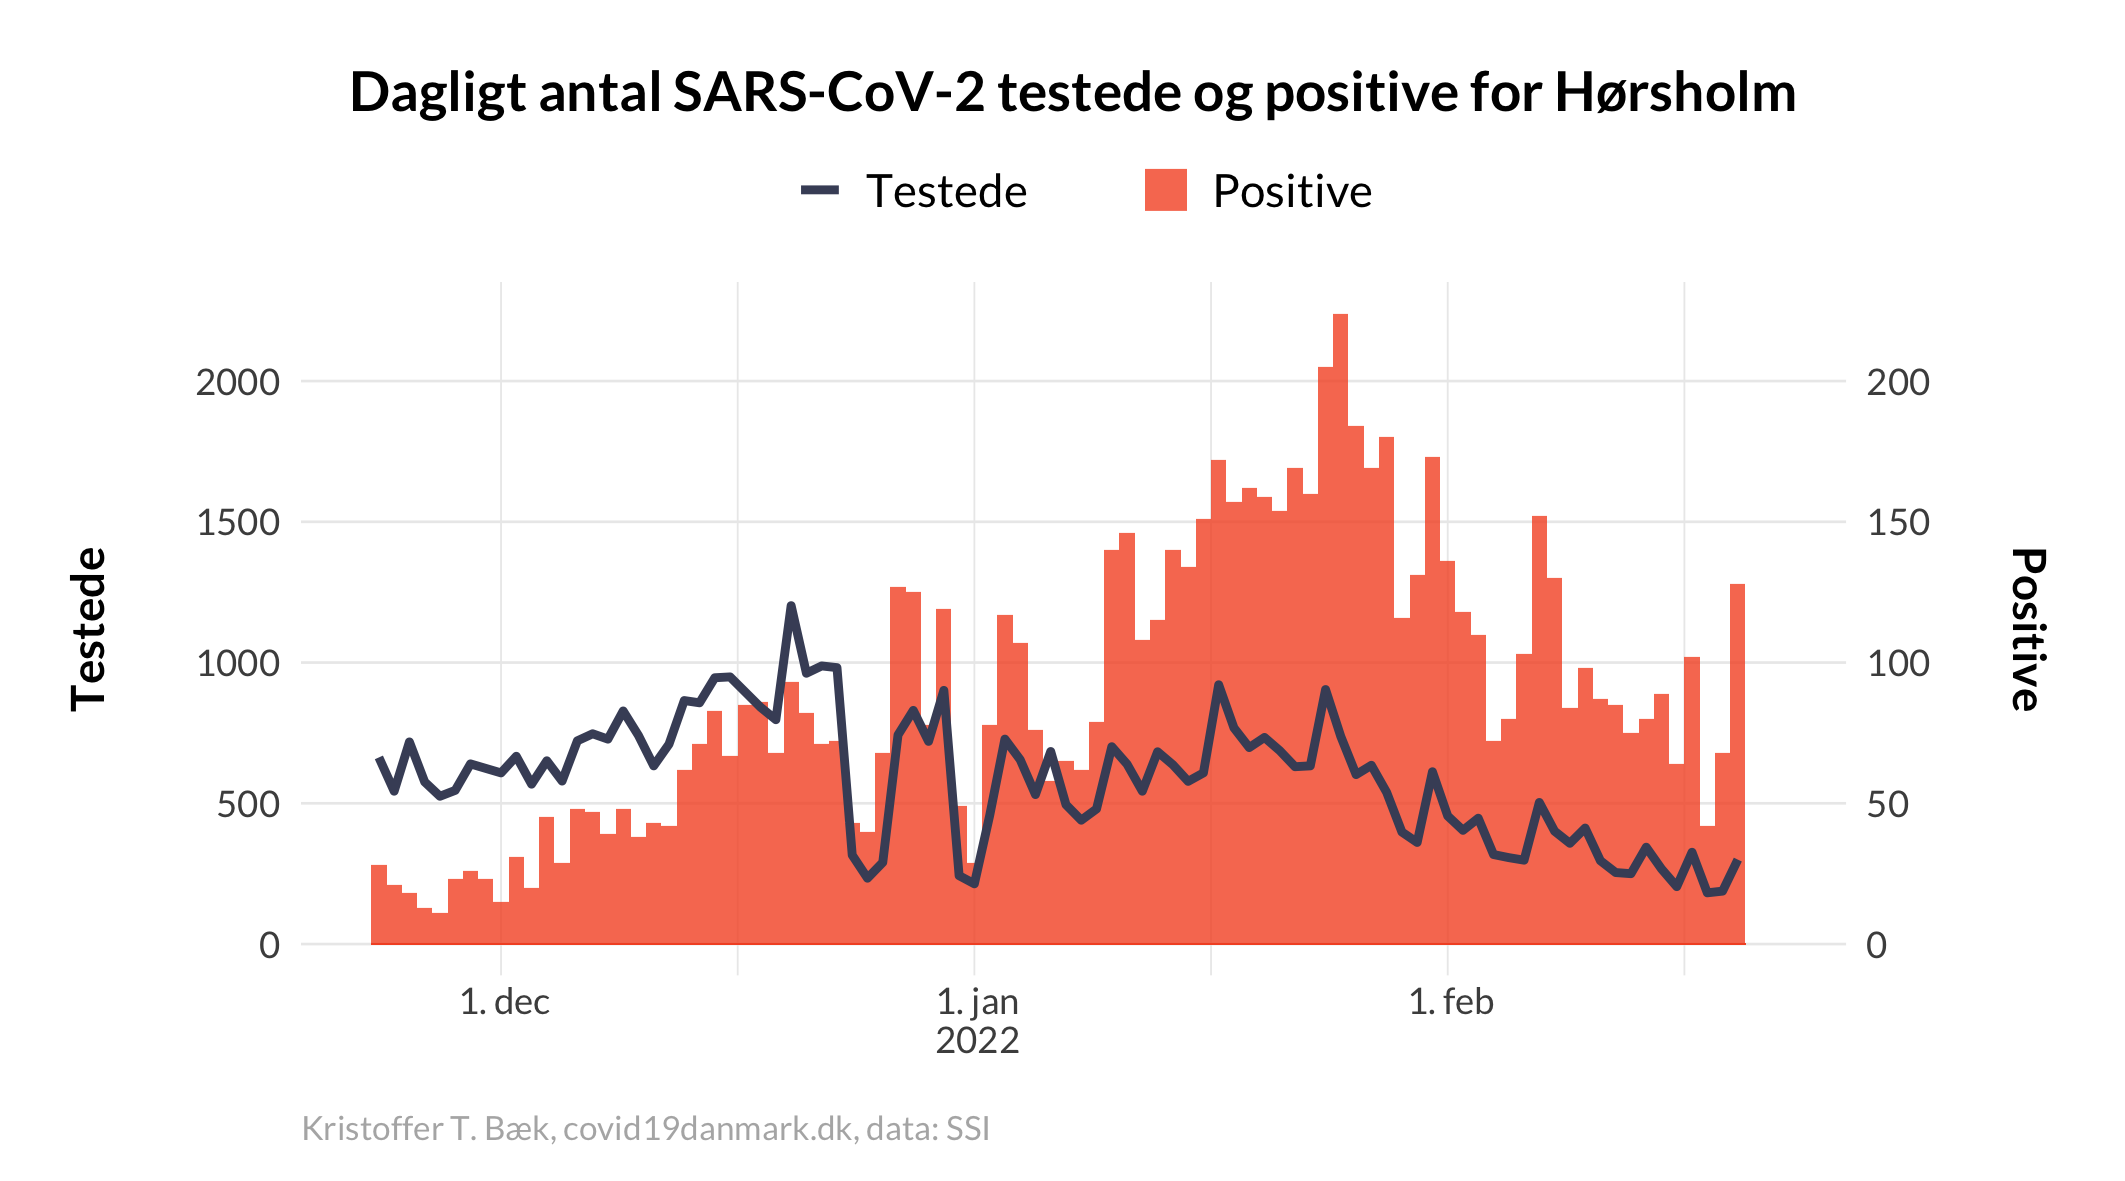 Dagligt antal SARS-CoV-2 testede og positive for Hørsholm
Testede
Positive
Testede
2000
1500
1000
500
0
200
150
100
50
0
Positive
1. dec
1. jan
2022
1. feb
Kristoffer T. Bæk, covid19danmark.dk, data: SSI